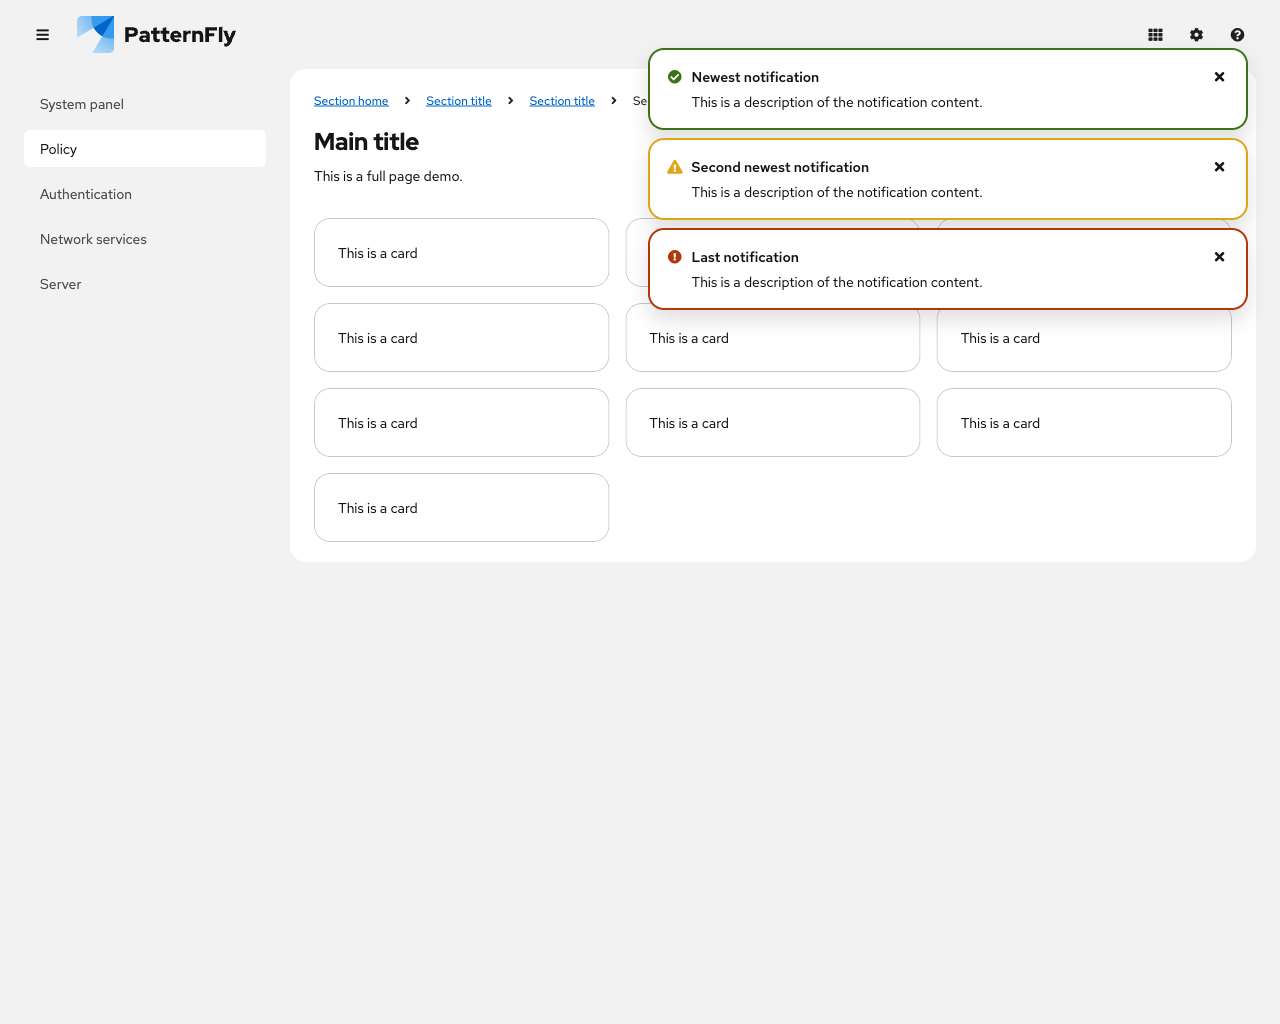 PatternFly
System panel
Policy
Authentication
Network services
Server
Section home
Section title
Section title
Main title
This is a full page demo.
Newest notification
This is a description of the notification content.
Second newest notification
This is a description of the notification content.
Last notification
This is a description of the notification content.
This is a card
This is a card
This is a card
This is a card
This is a card
This is a card
This is a card
This is a card